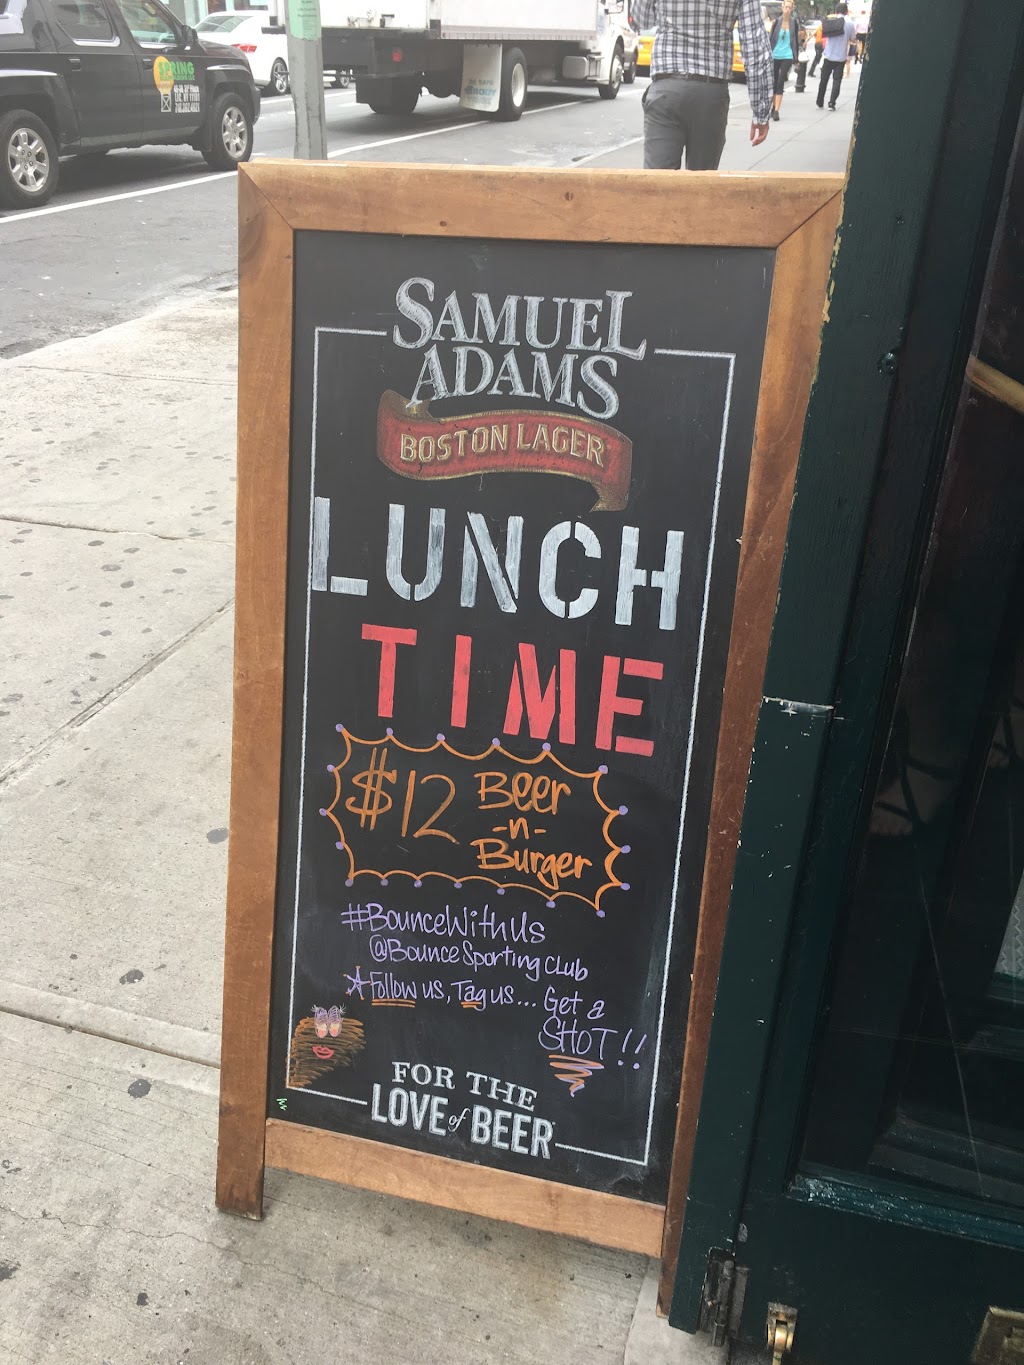 SAMUEL
ADAMS
BOSTON LAGER
LUNCH
TIME
$12 Beer
-n-
Burger
#BounceWithUs
@Bounce Sporting Club
Follow us, Tag us... Get a
SHOT!!
FOR THE
LOVE of BEER
SPRING